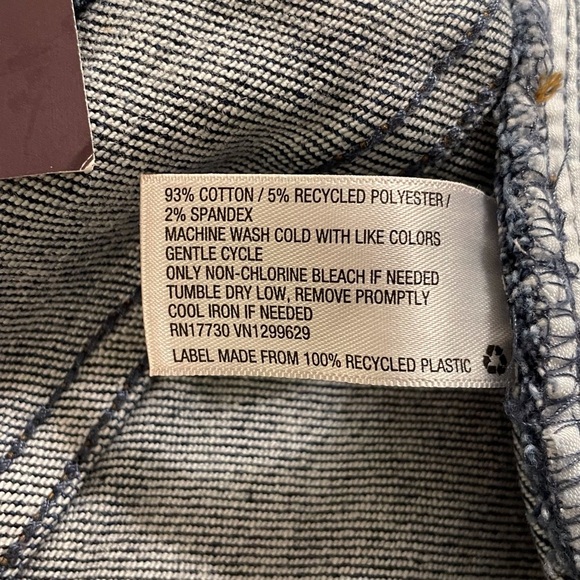 93% COTTON / 5% RECYCLED POLYESTER /
2% SPANDEX
MACHINE WASH COLD WITH LIKE COLORS
GENTLE CYCLE
ONLY NON-CHLORINE BLEACH IF NEEDED
TUMBLE DRY LOW, REMOVE PROMPTLY
COOL IRON IF NEEDED
RN17730 VN1299629
LABEL MADE FROM 100% RECYCLED PLASTIC